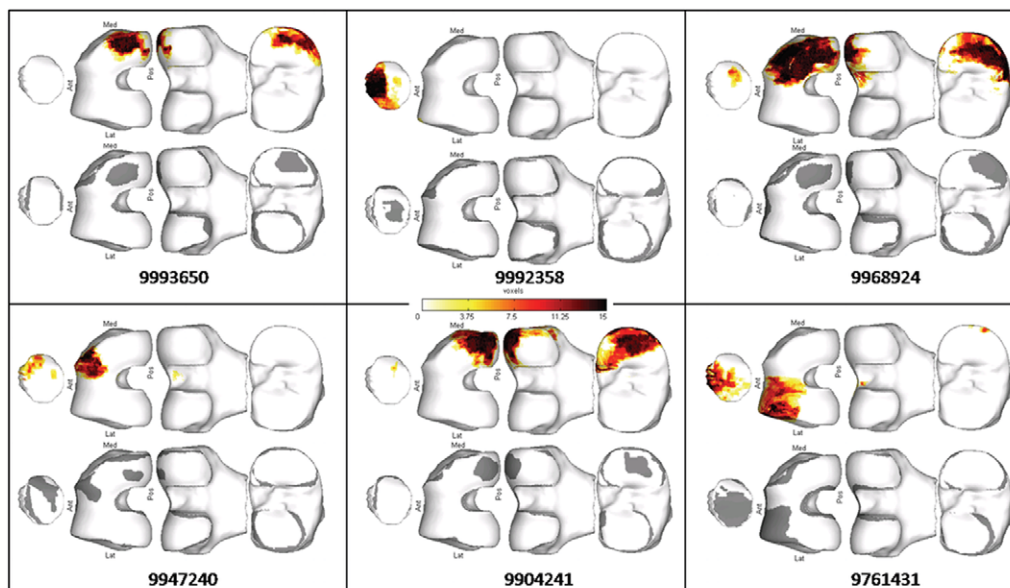 Med
Ant
Pos
Lat
Med
Ant
Pos
Lat
9993650
Med
Ant
Pos
Lat
Med
Ant
Pos
Lat
9992358
Med
Ant
Pos
Lat
Med
Ant
Pos
Lat
9968924
voxels
0 3.75 7.5 11.25 15
Med
Ant
Pos
Lat
Med
Ant
Pos
Lat
9947240
Med
Ant
Pos
Lat
Med
Ant
Pos
Lat
9904241
Med
Ant
Pos
Lat
Med
Ant
Pos
Lat
9761431